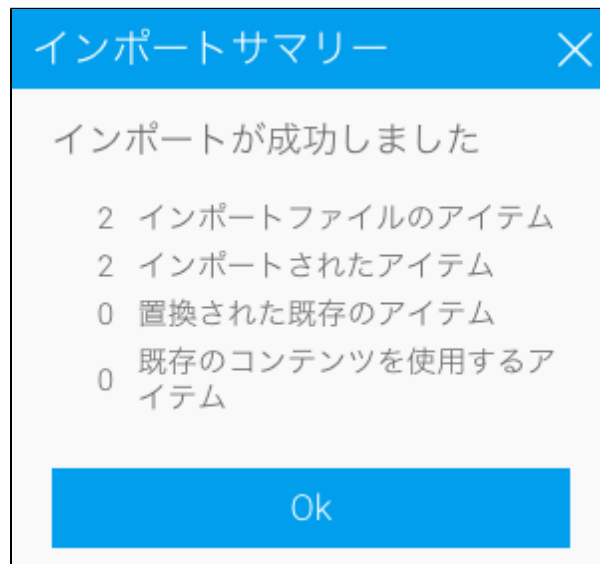 インポートサマリー
インポートが成功しました
2 インポートファイルのアイテム
2 インポートされたアイテム
0 置換された既存のアイテム
0 既存のコンテンツを使用するア
イテム
Ok